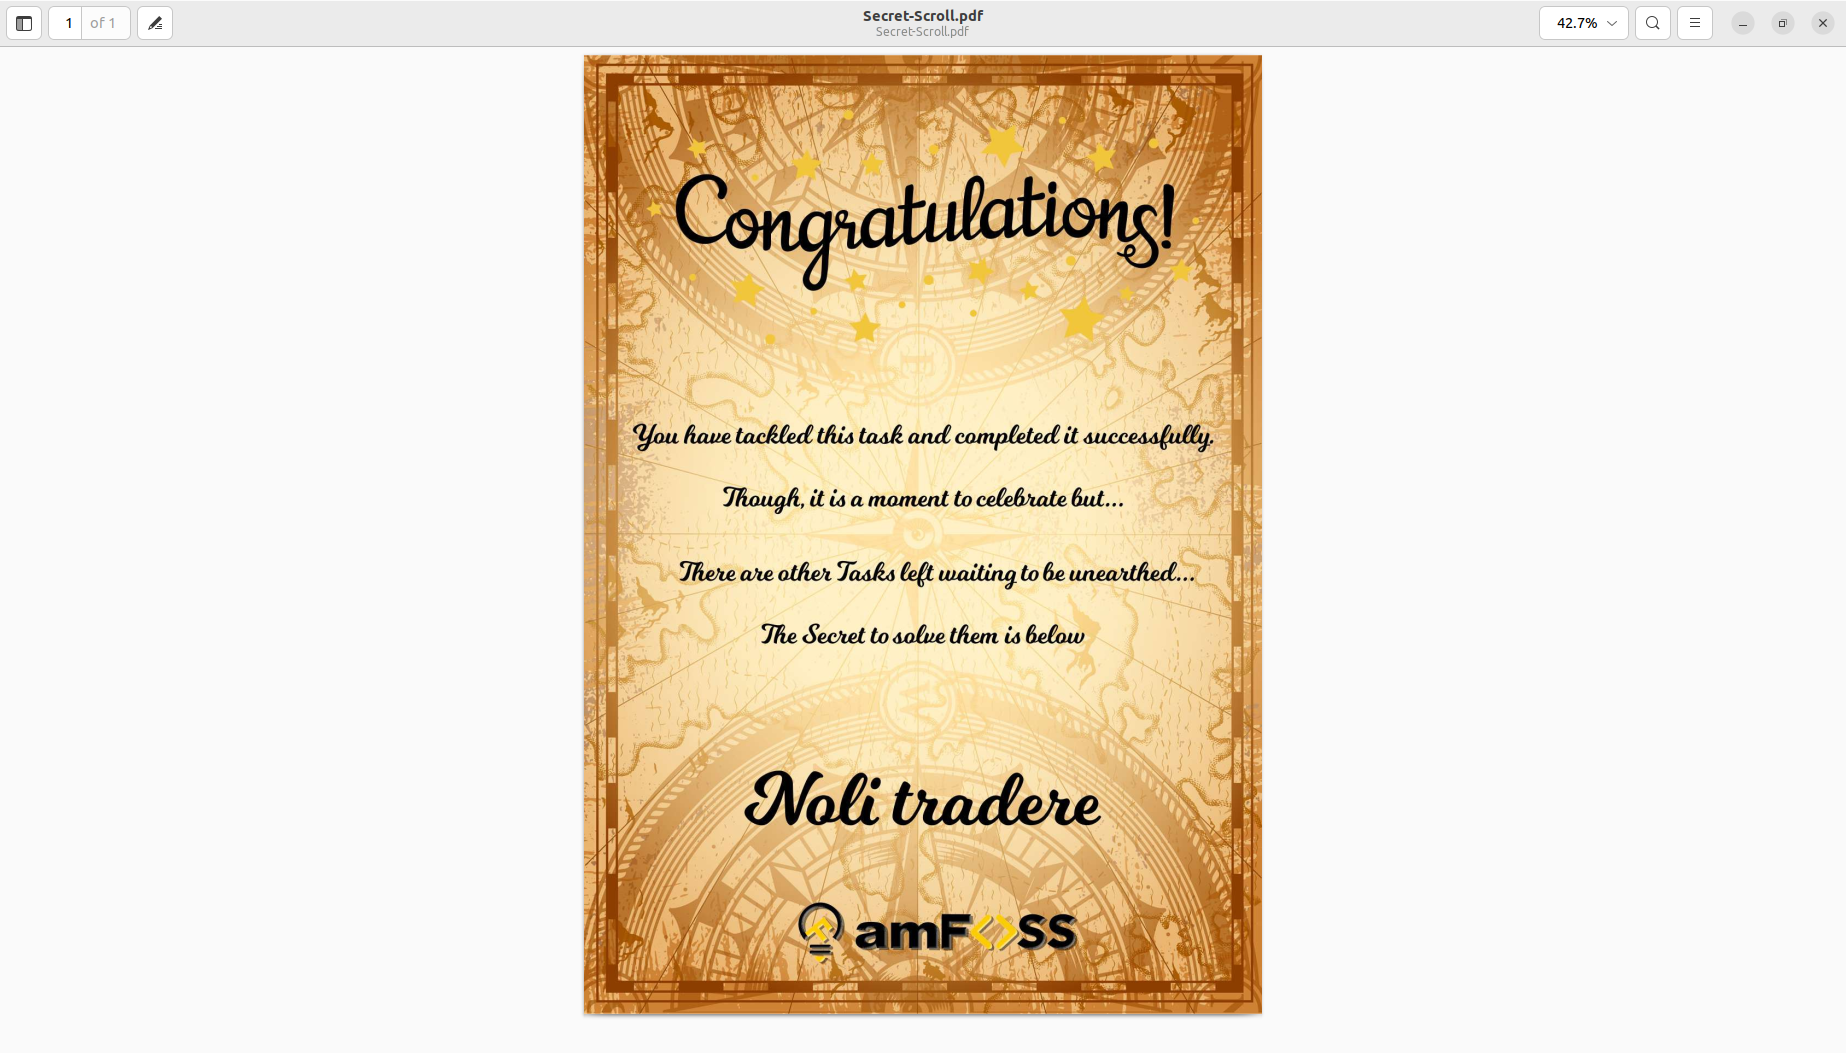 1 of 1
Secret-Scroll.pdf
Secret-Scroll.pdf
42.7%
Congratulations!
You have tackled this task and completed it successfully.
Though, it is a moment to celebrate but...
There are other Tasks left waiting to be unearthed...
The Secret to solve them is below
Noli tradere
amF<>SS